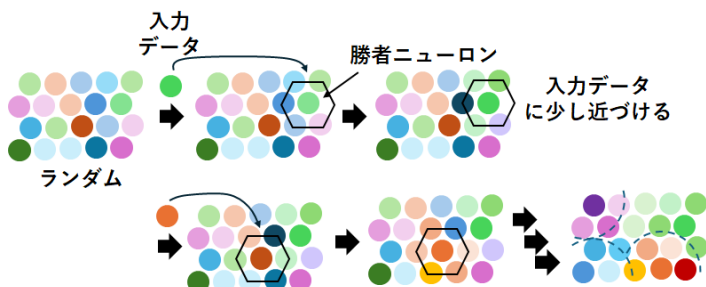 入力
データ
勝者ニューロン
入力データ
に少し近づける
ランダム